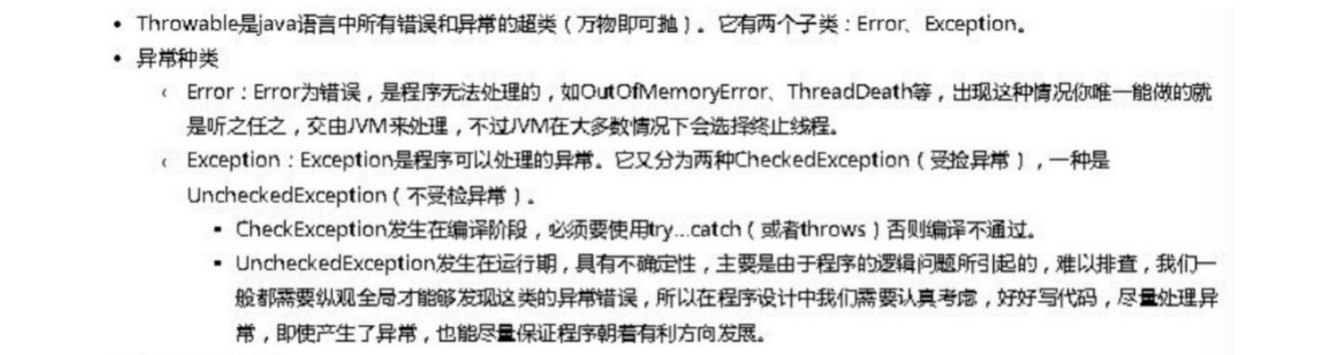 • Throwable是java语言中所有错误和异常的超类（万物即可抛）。它有两个子类：Error、Exception。
• 异常种类
Error：Error为错误，是程序无法处理的，如OutOfMemoryError、ThreadDeath等，出现这种情况你唯一能做的就
是听之任之，交由JVM来处理，不过JVM在大多数情况下会选择终止线程。
Exception：Exception是程序可以处理的异常。它又分为两种CheckedException（受捡异常），一种是
UncheckedException（不受检异常）。
▪ CheckException发生在编译阶段，必须要使用try...catch（或者throws）否则编译不通过。
▪ UncheckedException发生在运行期，具有不确定性，主要是由于程序的逻辑问题所引起的，难以排查，我们一
般都需要纵观全局才能够发现这类的异常错误，所以在程序设计中我们需要认真考虑，好好写代码，尽量处理异
常，即使产生了异常，也能尽量保证程序朝着有利方向发展。